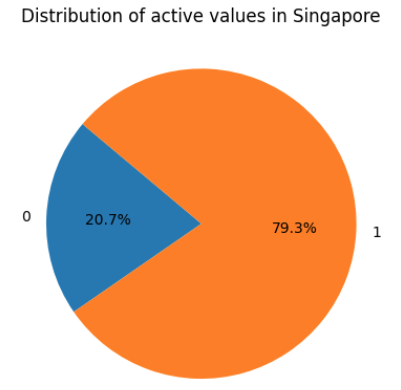 Distribution of active values in Singapore
0
20.7%
79.3%
1